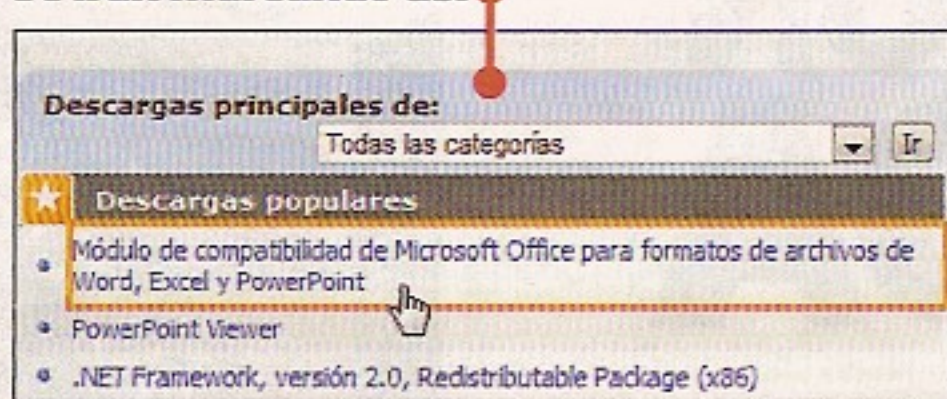 Descargas principales de:
Todas las categorías
Ir
Descargas populares
Módulo de compatibilidad de Microsoft Office para formatos de archivos de
Word, Excel y PowerPoint
PowerPoint Viewer
.NET Framework, versión 2.0, Redistributable Package (x86)